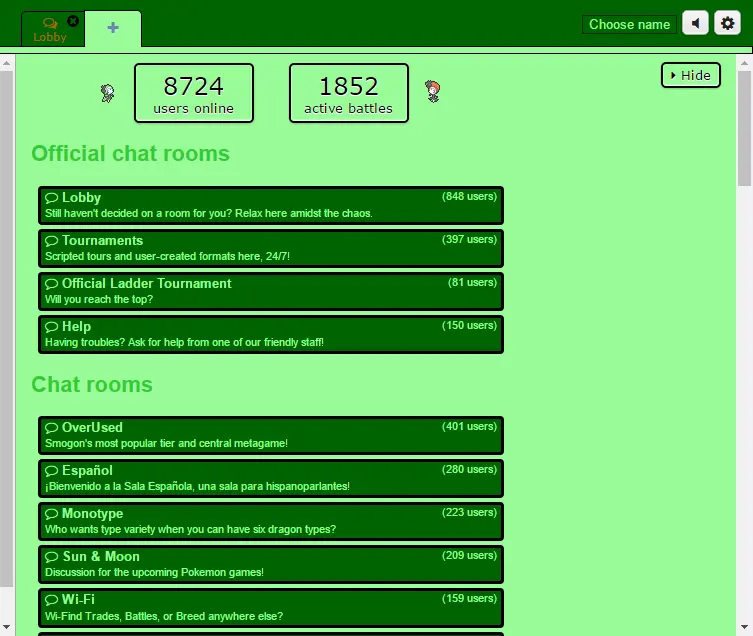 Lobby
Choose name
8724
users online
1852
active battles
Hide
Official chat rooms
Lobby (848 users)
Still haven't decided on a room for you? Relax here amidst the chaos.
Tournaments (397 users)
Scripted tours and user-created formats here, 24/7!
Official Ladder Tournament (81 users)
Will you reach the top?
Help (150 users)
Having troubles? Ask for help from one of our friendly staff!
Chat rooms
OverUsed (401 users)
Smogon's most popular tier and central metagame!
Español (280 users)
¡Bienvenido a la Sala Española, una sala para hispanoparlantes!
Monotype (223 users)
Who wants type variety when you can have six dragon types?
Sun & Moon (209 users)
Discussion for the upcoming Pokemon games!
Wi-Fi (159 users)
Wi-Find Trades, Battles, or Breed anywhere else?